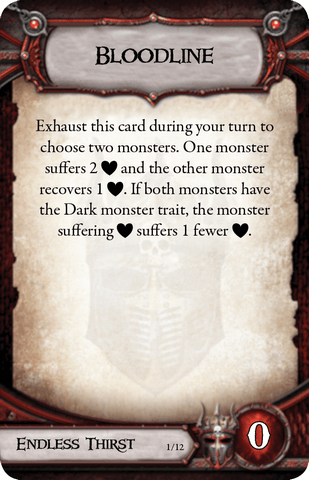 BLOODLINE
Exhaust this card during your turn to
choose two monsters. One monster
suffers 2 ♥ and the other monster
recovers 1 ♥. If both monsters have
the Dark monster trait, the monster
suffering ♥ suffers 1 fewer ♥.
ENDLESS THIRST 1/12 0